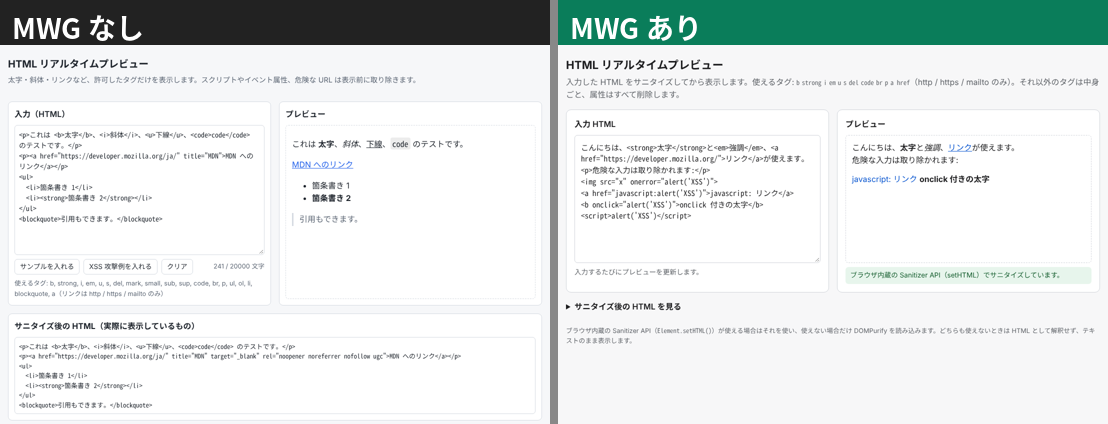 MWG なし
HTML リアルタイムプレビュー
太字・斜体・リンクなど、許可したタグだけを表示します。スクリプトやイベント属性、危険な URL は表示前に取り除きます。
入力（HTML）
<p>これは <b>太字</b>、<i>斜体</i>、<u>下線</u>、<code>code</code>
のテストです。</p>
<p><a href="https://developer.mozilla.org/ja/" title="MDN">MDN への
リンク</a></p>
<ul>
<li>箇条書き 1</li>
<li><strong>箇条書き 2</strong></li>
</ul>
<blockquote>引用もできます。</blockquote>
サンプルを入れる
XSS 攻撃例を入れる
クリア
241 / 20000 文字
使えるタグ: b, strong, i, em, u, s, del, mark, small, sub, sup, code, br, p, ul, ol, li,
blockquote, a（リンクは http / https / mailto のみ）
プレビュー
これは 太字、斜体、下線、code のテストです。
MDN へのリンク
• 箇条書き 1
• 箇条書き 2
引用もできます。
サニタイズ後の HTML（実際に表示しているもの）
<p>これは <b>太字</b>、<i>斜体</i>、<u>下線</u>、<code>code</code> のテストです。</p>
<p><a href="https://developer.mozilla.org/ja/" title="MDN" target="_blank" rel="noopener noreferrer nofollow ugc">MDN へのリンク</a></p>
<ul>
<li>箇条書き 1</li>
<li><strong>箇条書き 2</strong></li>
</ul>
<blockquote>引用もできます。</blockquote>
MWG あり
HTML リアルタイムプレビュー
入力した HTML をサニタイズしてから表示します。使えるタグ: b strong i em u s del code br p a href（http / https / mailto のみ）。それ以外のタグは中身
ごと、属性はすべて削除します。
入力 HTML
こんにちは、<strong>太字</strong>と<em>強調</em>、<a
href="https://developer.mozilla.org/">リンク</a>が使えます。
<p>危険な入力は取り除かれます:</p>
<img src="x" onerror="alert('XSS')">
<a href="javascript:alert('XSS')">javascript: リンク</a>
<b onclick="alert('XSS')">onclick 付きの太字</b>
<script>alert('XSS')</script>
入力するたびにプレビューを更新します。
プレビュー
こんにちは、太字と強調、リンクが使えます。
危険な入力は取り除かれます:
javascript: リンク onclick 付きの太字
ブラウザ内蔵の Sanitizer API（setHTML）でサニタイズしています。
▶ サニタイズ後の HTML を見る
ブラウザ内蔵の Sanitizer API（Element.setHTML()）が使える場合はそれを使い、使えない場合だけ DOMPurify を読み込みます。どちらも使えないときは HTML として解釈せず、テ
キストのまま表示します。